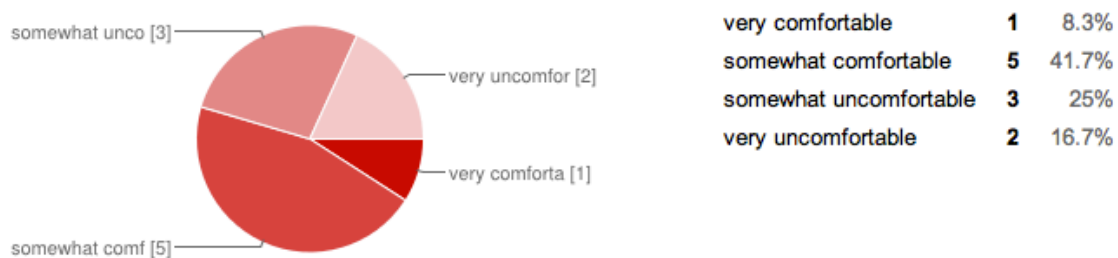 somewhat unco [3]
very uncomfor [2]
very comforta [1]
somewhat comf [5]
very comfortable 1 8.3%
somewhat comfortable 5 41.7%
somewhat uncomfortable 3 25%
very uncomfortable 2 16.7%